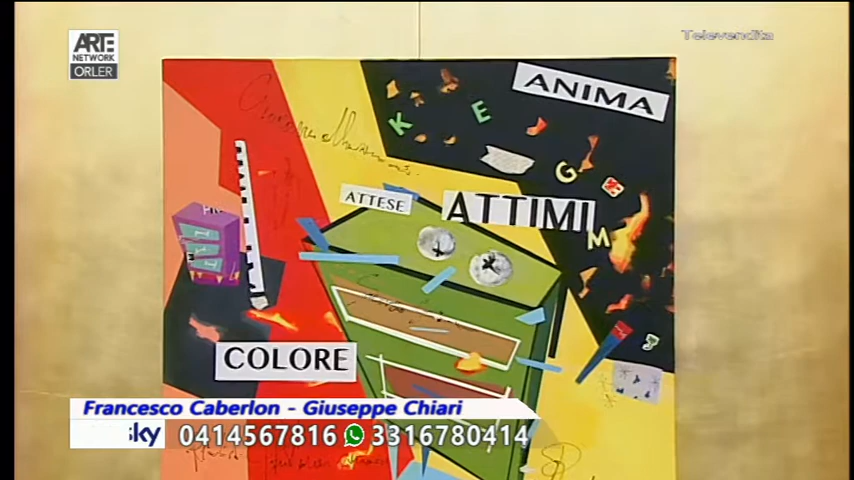 ARTE
NETWORK
ORLER
Televendita
ANIMA
K E
G
ATTESE
ATTIMI
M
COLORE
Francesco Caberlon - Giuseppe Chiari
sky
0414567816 3316780414